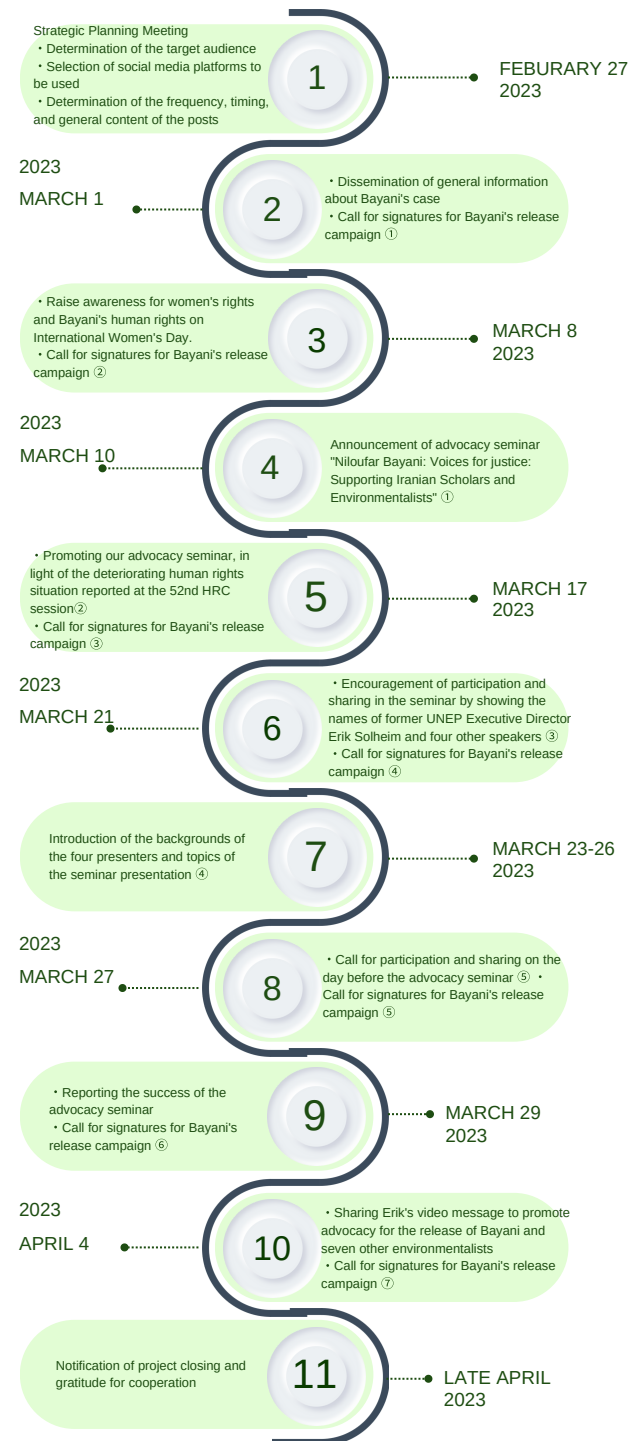 Strategic Planning Meeting
・Determination of the target audience
・Selection of social media platforms to
be used
・Determination of the frequency, timing,
and general content of the posts
1
FEBURARY 27
2023
2023
MARCH 1
2
・Dissemination of general information
about Bayani's case
・Call for signatures for Bayani's release
campaign ①
・Raise awareness for women's rights
and Bayani's human rights on
International Women's Day.
・Call for signatures for Bayani's release
campaign ②
3
MARCH 8
2023
2023
MARCH 10
4
Announcement of advocacy seminar
"Niloufar Bayani: Voices for justice:
Supporting Iranian Scholars and
Environmentalists" ①
・Promoting our advocacy seminar, in
light of the deteriorating human rights
situation reported at the 52nd HRC
session②
・Call for signatures for Bayani's release
campaign ③
5
MARCH 17
2023
2023
MARCH 21
6
・Encouragement of participation and
sharing in the seminar by showing the
names of former UNEP Executive Director
Erik Solheim and four other speakers ③
・Call for signatures for Bayani's release
campaign ④
Introduction of the backgrounds of
the four presenters and topics of
the seminar presentation ④
7
MARCH 23-26
2023
2023
MARCH 27
8
・Call for participation and sharing on the
day before the advocacy seminar ⑤ ・
Call for signatures for Bayani's release
campaign ⑤
・Reporting the success of the
advocacy seminar
・Call for signatures for Bayani's
release campaign ⑥
9
MARCH 29
2023
2023
APRIL 4
10
・Sharing Erik's video message to promote
advocacy for the release of Bayani and
seven other environmentalists
・Call for signatures for Bayani's release
campaign ⑦
Notification of project closing and
gratitude for cooperation
11
LATE APRIL
2023